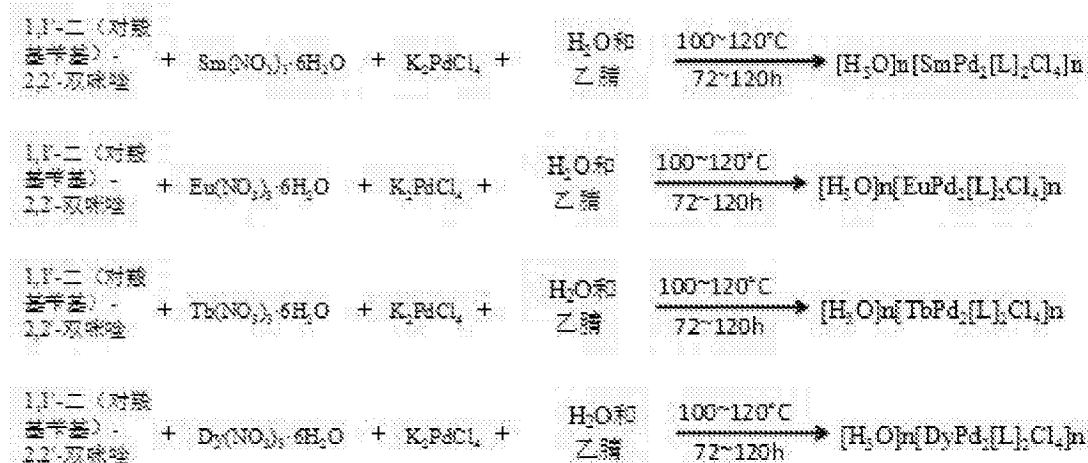 1,1'-二（对羧
基苄基）-
2,2'-双咪唑 + Sm(NO₃)₃·6H₂O + K₂PdCl₄ + H₂O和
乙腈 100~120°C
72~120h [H₃O]n[SmPd₂[L]₂Cl₄]n
1,1'-二（对羧
基苄基）-
2,2'-双咪唑 + Eu(NO₃)₃·6H₂O + K₂PdCl₄ + H₂O和
乙腈 100~120°C
72~120h [H₃O]n[EuPd₂[L]₂Cl₄]n
1,1'-二（对羧
基苄基）-
2,2'-双咪唑 + Tb(NO₃)₃·6H₂O + K₂PdCl₄ + H₂O和
乙腈 100~120°C
72~120h [H₃O]n[TbPd₂[L]₂Cl₄]n
1,1'-二（对羧
基苄基）-
2,2'-双咪唑 + Dy(NO₃)₃·6H₂O + K₂PdCl₄ + H₂O和
乙腈 100~120°C
72~120h [H₃O]n[DyPd₂[L]₂Cl₄]n